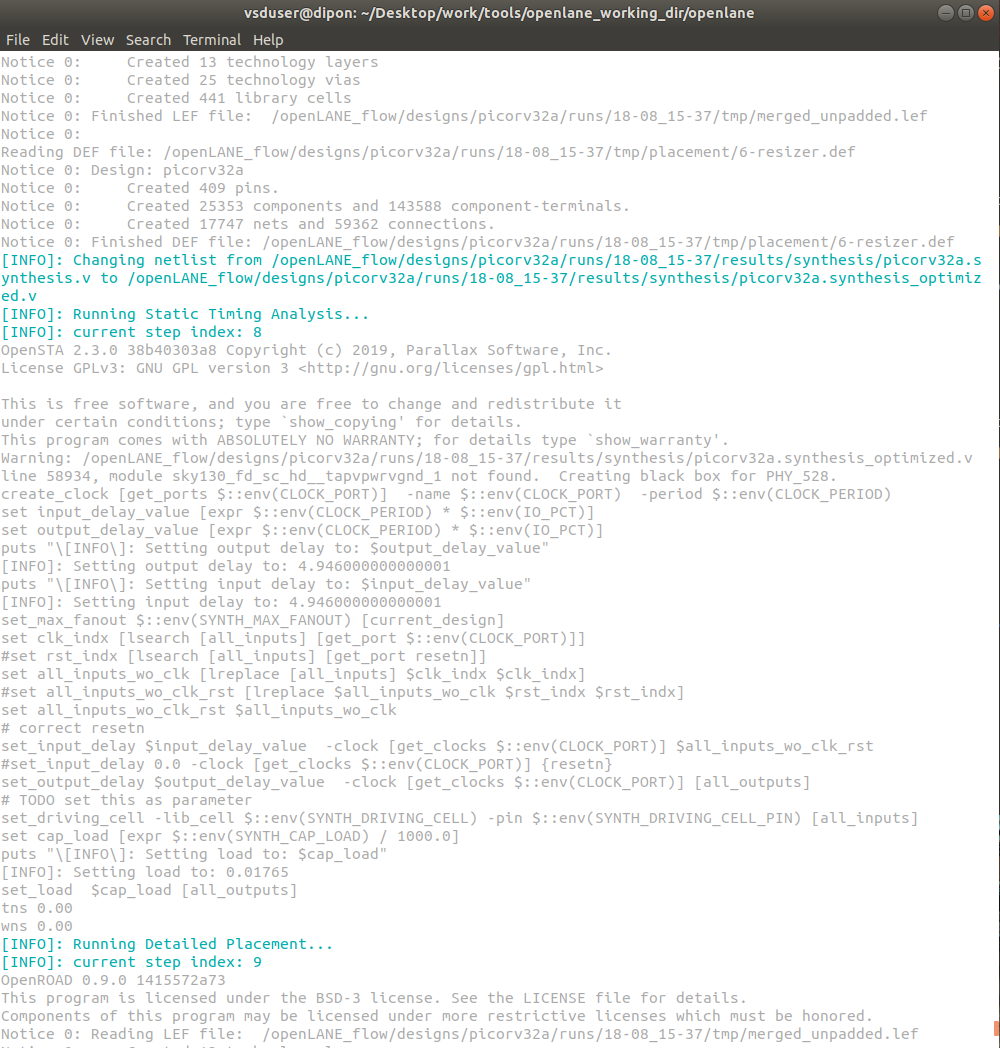 vsduser@dipon: ~/Desktop/work/tools/openlane_working_dir/openlane
File Edit View Search Terminal Help
Notice 0:     Created 13 technology layers
Notice 0:     Created 25 technology vias
Notice 0:     Created 441 library cells
Notice 0: Finished LEF file:  /openLANE_flow/designs/picorv32a/runs/18-08_15-37/tmp/merged_unpadded.lef
Notice 0:
Reading DEF file: /openLANE_flow/designs/picorv32a/runs/18-08_15-37/tmp/placement/6-resizer.def
Notice 0: Design: picorv32a
Notice 0:     Created 409 pins.
Notice 0:     Created 25353 components and 143588 component-terminals.
Notice 0:     Created 17747 nets and 59362 connections.
Notice 0: Finished DEF file: /openLANE_flow/designs/picorv32a/runs/18-08_15-37/tmp/placement/6-resizer.def
[INFO]: Changing netlist from /openLANE_flow/designs/picorv32a/runs/18-08_15-37/results/synthesis/picorv32a.s
ynthesis.v to /openLANE_flow/designs/picorv32a/runs/18-08_15-37/results/synthesis/picorv32a.synthesis_optimiz
ed.v
[INFO]: Running Static Timing Analysis...
[INFO]: current step index: 8
OpenSTA 2.3.0 38b40303a8 Copyright (c) 2019, Parallax Software, Inc.
License GPLv3: GNU GPL version 3 <http://gnu.org/licenses/gpl.html>

This is free software, and you are free to change and redistribute it
under certain conditions; type `show_copying' for details.
This program comes with ABSOLUTELY NO WARRANTY; for details type `show_warranty'.
Warning: /openLANE_flow/designs/picorv32a/runs/18-08_15-37/results/synthesis/picorv32a.synthesis_optimized.v
line 58934, module sky130_fd_sc_hd__tapvpwrvgnd_1 not found.  Creating black box for PHY_528.
create_clock [get_ports $::env(CLOCK_PORT)]  -name $::env(CLOCK_PORT)  -period $::env(CLOCK_PERIOD)
set input_delay_value [expr $::env(CLOCK_PERIOD) * $::env(IO_PCT)]
set output_delay_value [expr $::env(CLOCK_PERIOD) * $::env(IO_PCT)]
puts "\[INFO\]: Setting output delay to: $output_delay_value"
[INFO]: Setting output delay to: 4.946000000000001
puts "\[INFO\]: Setting input delay to: $input_delay_value"
[INFO]: Setting input delay to: 4.946000000000001
set_max_fanout $::env(SYNTH_MAX_FANOUT) [current_design]
set clk_indx [lsearch [all_inputs] [get_port $::env(CLOCK_PORT)]]
#set rst_indx [lsearch [all_inputs] [get_port resetn]]
set all_inputs_wo_clk [lreplace [all_inputs] $clk_indx $clk_indx]
#set all_inputs_wo_clk_rst [lreplace $all_inputs_wo_clk $rst_indx $rst_indx]
set all_inputs_wo_clk_rst $all_inputs_wo_clk
# correct resetn
set_input_delay $input_delay_value  -clock [get_clocks $::env(CLOCK_PORT)] $all_inputs_wo_clk_rst
#set_input_delay 0.0 -clock [get_clocks $::env(CLOCK_PORT)] {resetn}
set_output_delay $output_delay_value  -clock [get_clocks $::env(CLOCK_PORT)] [all_outputs]
# TODO set this as parameter
set_driving_cell -lib_cell $::env(SYNTH_DRIVING_CELL) -pin $::env(SYNTH_DRIVING_CELL_PIN) [all_inputs]
set cap_load [expr $::env(SYNTH_CAP_LOAD) / 1000.0]
puts "\[INFO\]: Setting load to: $cap_load"
[INFO]: Setting load to: 0.01765
set_load  $cap_load [all_outputs]
tns 0.00
wns 0.00
[INFO]: Running Detailed Placement...
[INFO]: current step index: 9
OpenROAD 0.9.0 1415572a73
This program is licensed under the BSD-3 license. See the LICENSE file for details.
Components of this program may be licensed under more restrictive licenses which must be honored.
Notice 0: Reading LEF file:  /openLANE_flow/designs/picorv32a/runs/18-08_15-37/tmp/merged_unpadded.lef